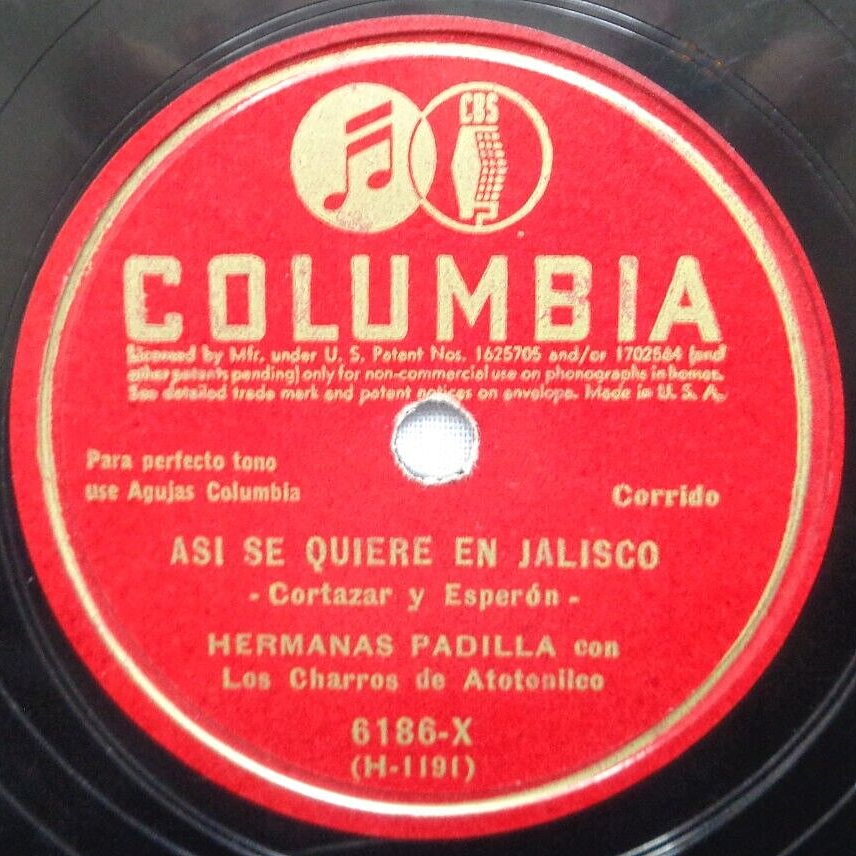 CBS
COLUMBIA
Licensed by Mfr. under U. S. Patent Nos. 1625705 and/or 1702564 (and
other patents pending) only for non-commercial use on phonographs in homes.
See detailed trade mark and patent notices on envelope. Made in U. S. A.
Para perfecto tono
use Agujas Columbia
Corrido
ASI SE QUIERE EN JALISCO
- Cortazar y Esperón -
HERMANAS PADILLA con
Los Charros de Atotonilco
6186-X
(H-1191)